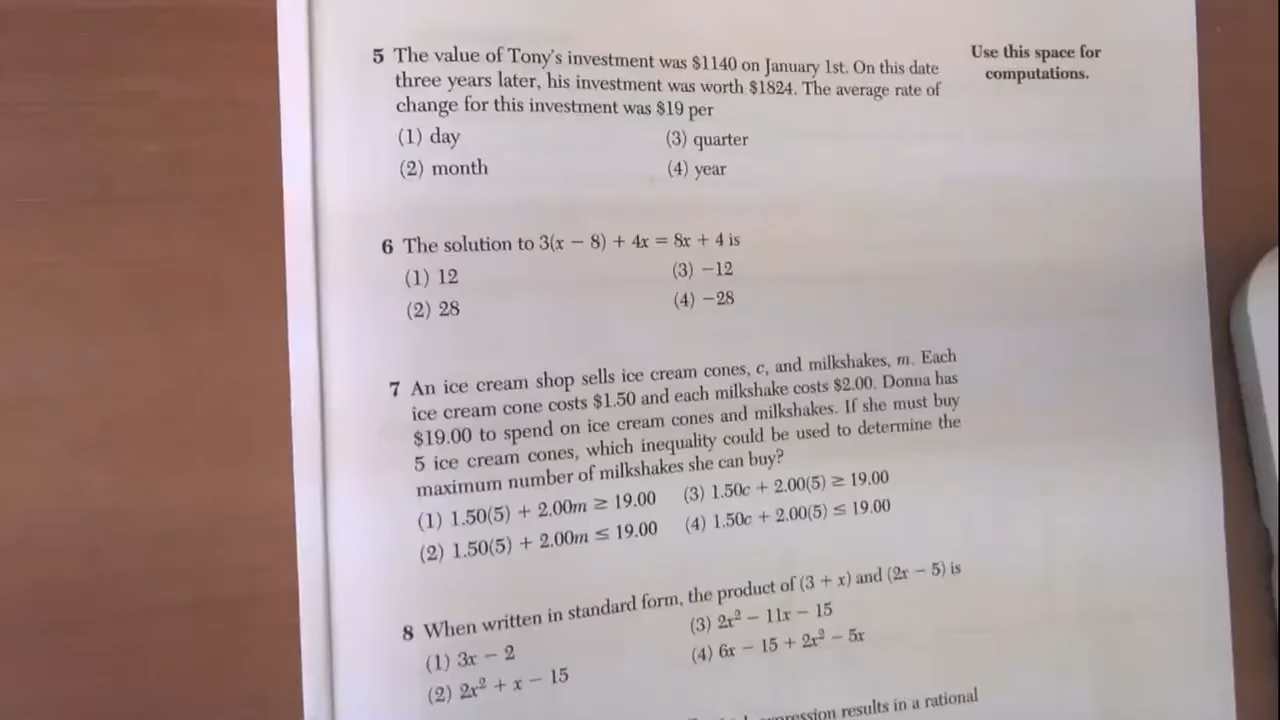 Use this space for
computations.
5 The value of Tony's investment was $1140 on January 1st. On this date
three years later, his investment was worth $1824. The average rate of
change for this investment was $19 per
(1) day (3) quarter
(2) month (4) year
6 The solution to 3(x − 8) + 4x = 8x + 4 is
(1) 12 (3) −12
(2) 28 (4) −28
7 An ice cream shop sells ice cream cones, c, and milkshakes, m. Each
ice cream cone costs $1.50 and each milkshake costs $2.00. Donna has
$19.00 to spend on ice cream cones and milkshakes. If she must buy
5 ice cream cones, which inequality could be used to determine the
maximum number of milkshakes she can buy?
(1) 1.50(5) + 2.00m ≥ 19.00 (3) 1.50c + 2.00(5) ≥ 19.00
(2) 1.50(5) + 2.00m ≤ 19.00 (4) 1.50c + 2.00(5) ≤ 19.00
8 When written in standard form, the product of (3 + x) and (2x − 5) is
(1) 3x − 2 (3) 2x² − 11x − 15
(2) 2x² + x − 15 (4) 6x − 15 + 2x² − 5x
results in a rational